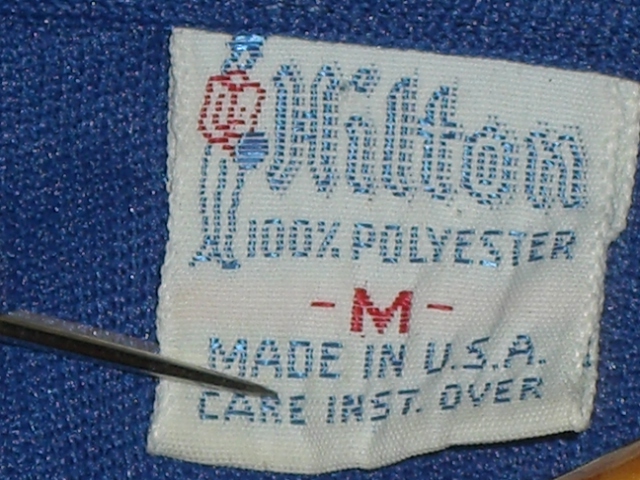 Hilton
100% POLYESTER
- M -
MADE IN U.S.A.
CARE INST. OVER